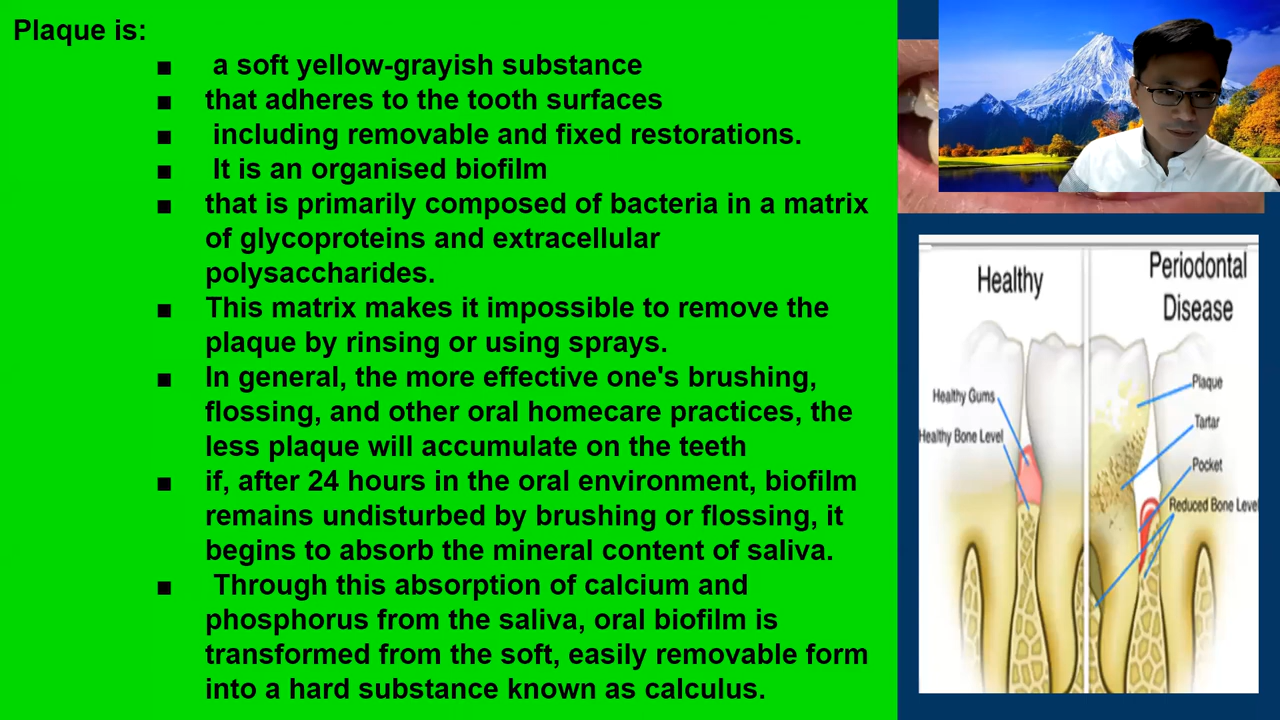 Plaque is:
■ a soft yellow-grayish substance
■ that adheres to the tooth surfaces
■ including removable and fixed restorations.
■ It is an organised biofilm
■ that is primarily composed of bacteria in a matrix
of glycoproteins and extracellular
polysaccharides.
■ This matrix makes it impossible to remove the
plaque by rinsing or using sprays.
■ In general, the more effective one's brushing,
flossing, and other oral homecare practices, the
less plaque will accumulate on the teeth
■ if, after 24 hours in the oral environment, biofilm
remains undisturbed by brushing or flossing, it
begins to absorb the mineral content of saliva.
■ Through this absorption of calcium and
phosphorus from the saliva, oral biofilm is
transformed from the soft, easily removable form
into a hard substance known as calculus.
Healthy
Periodontal
Disease
Healthy Gums
Healthy Bone Level
Plaque
Tartar
Pocket
Reduced Bone Level